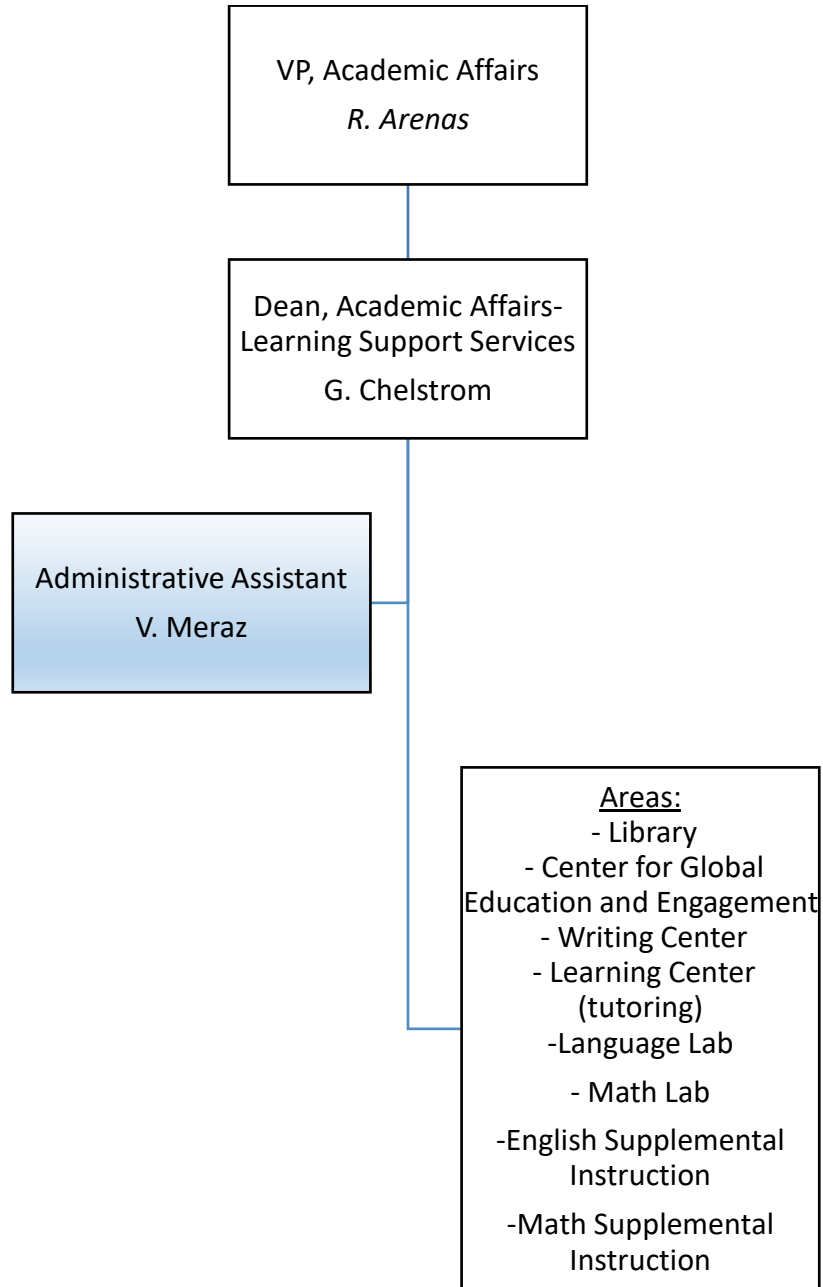 VP, Academic Affairs
R. Arenas
Dean, Academic Affairs-
Learning Support Services
G. Chelstrom
Administrative Assistant
V. Meraz
Areas:
- Library
- Center for Global
Education and Engagement
- Writing Center
- Learning Center
(tutoring)
-Language Lab
- Math Lab
-English Supplemental
Instruction
-Math Supplemental
Instruction